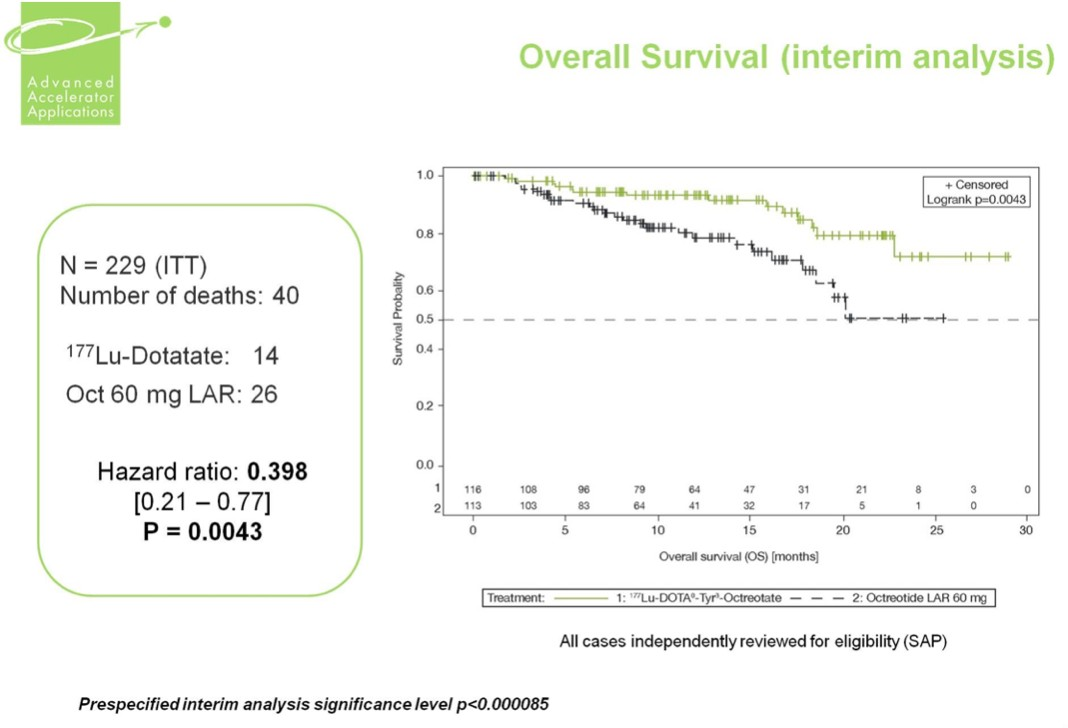 Advanced
Accelerator
Applications
Overall Survival (interim analysis)
N = 229 (ITT)
Number of deaths: 40
¹⁷⁷Lu-Dotatate: 14
Oct 60 mg LAR: 26
Hazard ratio: 0.398
[0.21 – 0.77]
P = 0.0043
+ Censored
Logrank p=0.0043
Survival Probality
1.0
0.8
0.6
0.5
0.4
0.2
0.0
1 116 108 96 79 64 47 31 21 8 3 0
2 113 103 83 64 41 32 17 5 1 0
0 5 10 15 20 25 30
Overall survival (OS) [months]
Treatment: 1: ¹⁷⁷Lu-DOTA⁰-Tyr³-Octreotate 2: Octreotide LAR 60 mg
All cases independently reviewed for eligibility (SAP)
Prespecified interim analysis significance level p<0.000085